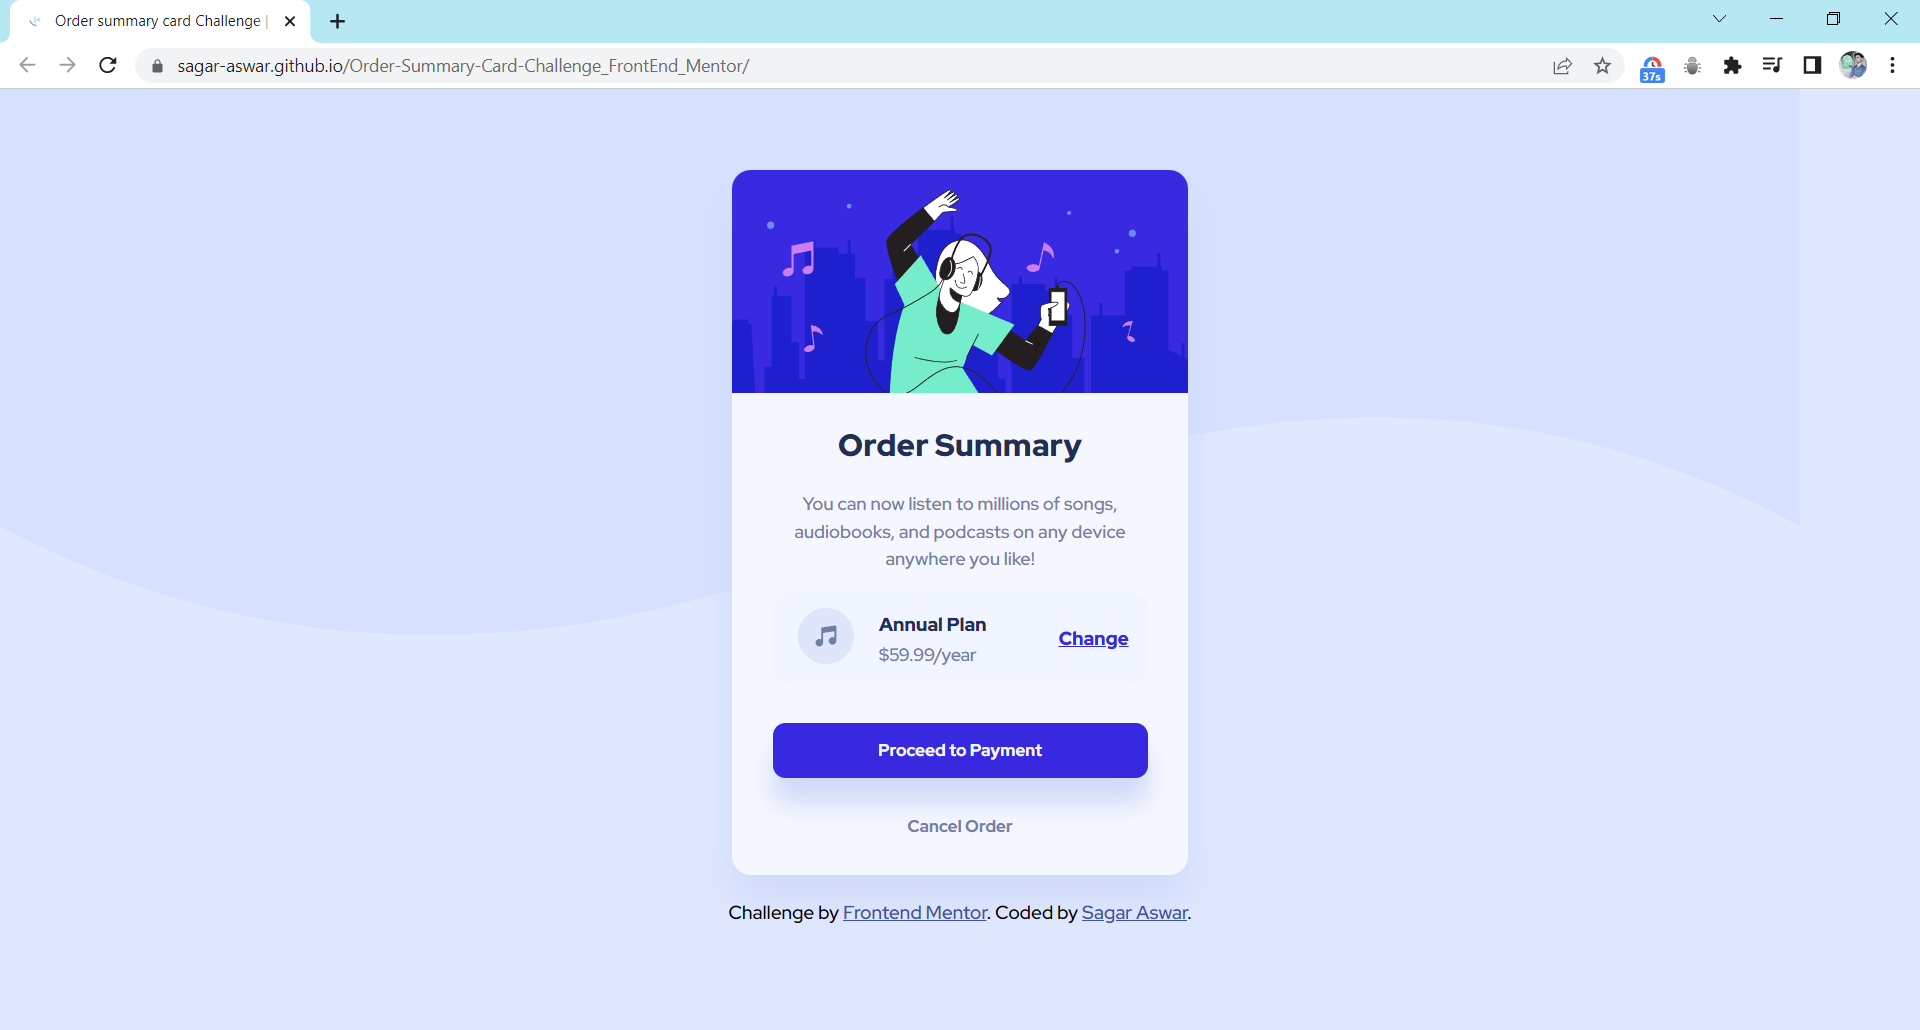 Order summary card Challenge |
sagar-aswar.github.io/Order-Summary-Card-Challenge_FrontEnd_Mentor/
37s
Order Summary
You can now listen to millions of songs,
audiobooks, and podcasts on any device
anywhere you like!
Annual Plan
$59.99/year
Change
Proceed to Payment
Cancel Order
Challenge by Frontend Mentor. Coded by Sagar Aswar.